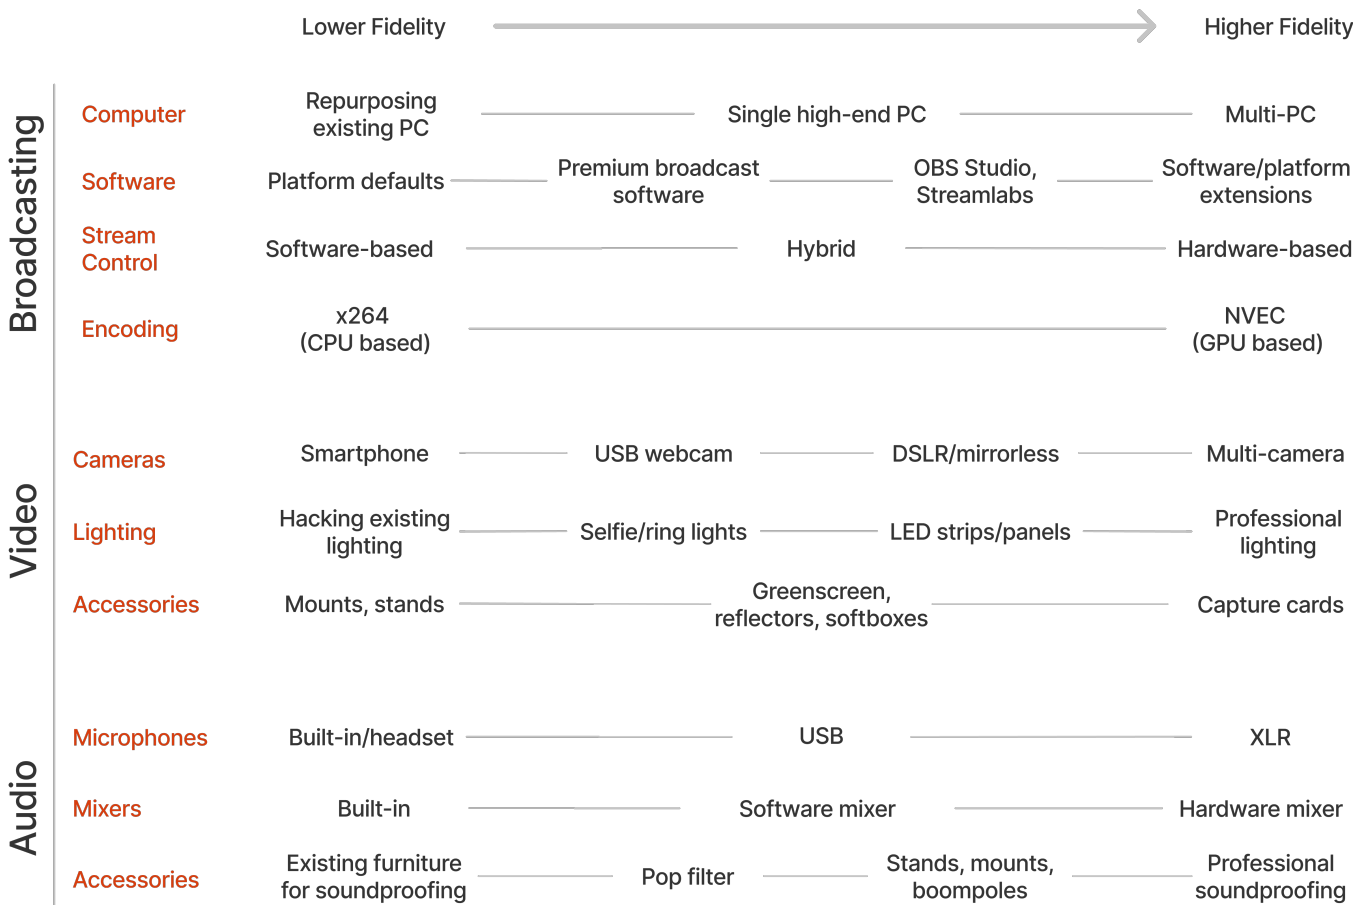 Lower Fidelity
Higher Fidelity
Broadcasting
Computer
Repurposing
existing PC
Single high-end PC
Multi-PC
Software
Platform defaults
Premium broadcast
software
OBS Studio,
Streamlabs
Software/platform
extensions
Stream
Control
Software-based
Hybrid
Hardware-based
Encoding
x264
(CPU based)
NVEC
(GPU based)
Video
Cameras
Smartphone
USB webcam
DSLR/mirrorless
Multi-camera
Lighting
Hacking existing
lighting
Selfie/ring lights
LED strips/panels
Professional
lighting
Accessories
Mounts, stands
Greenscreen,
reflectors, softboxes
Capture cards
Audio
Microphones
Built-in/headset
USB
XLR
Mixers
Built-in
Software mixer
Hardware mixer
Accessories
Existing furniture
for soundproofing
Pop filter
Stands, mounts,
boompoles
Professional
soundproofing